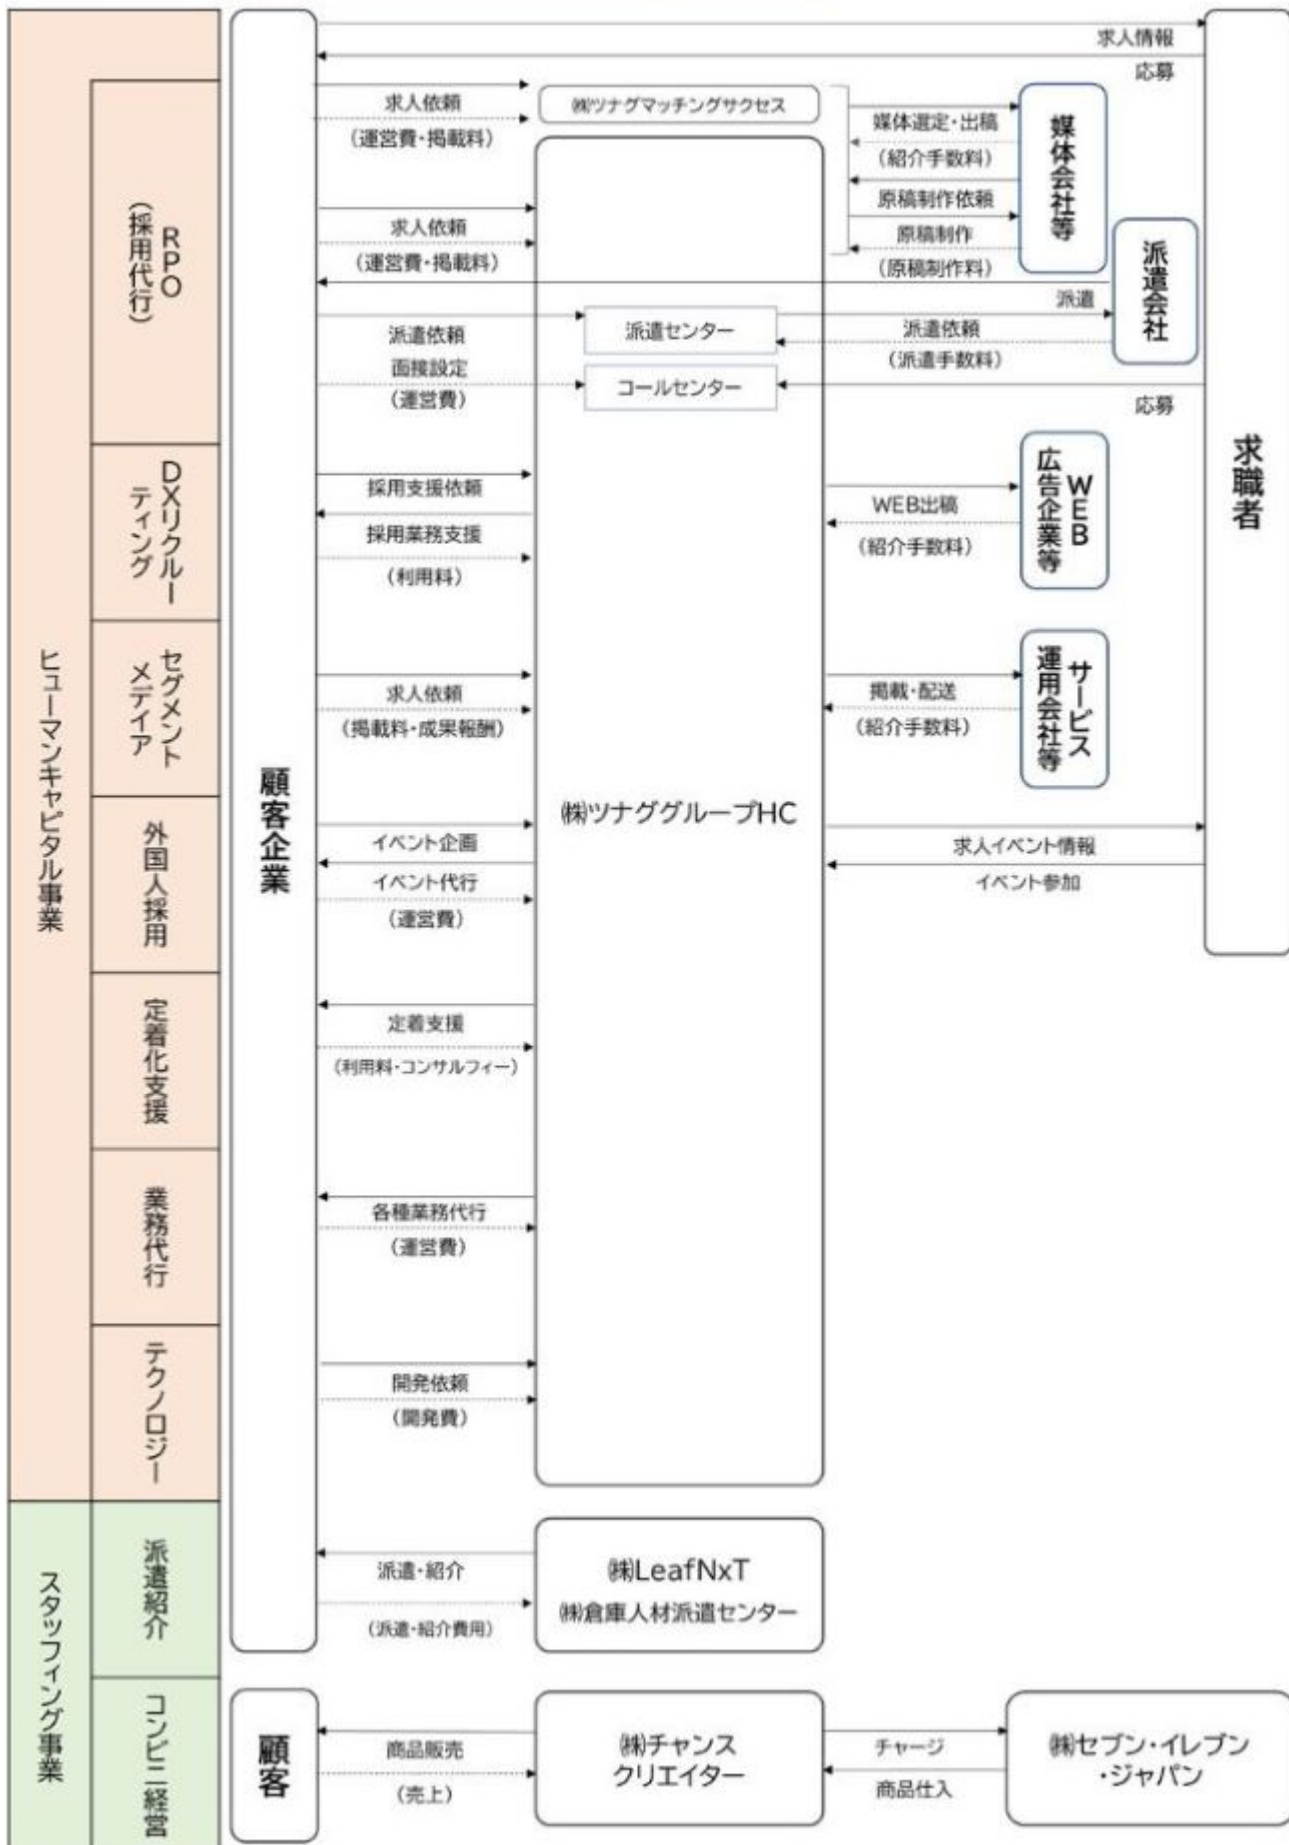 求人情報
応募
求人依頼
(運営費・掲載料)
㈱ツナグマッチングサクセス
媒体選定・出稿
(紹介手数料)
原稿制作依頼
原稿制作
(原稿制作料)
媒体会社等
RPO
(採用代行)
求人依頼
(運営費・掲載料)
派遣
派遣会社
派遣依頼
派遣センター
派遣依頼
(派遣手数料)
面接設定
(運営費)
コールセンター
応募
求職者
DXリクルー
ティング
採用支援依頼
採用業務支援
(利用料)
WEB出稿
(紹介手数料)
WEB
広告企業等
ヒューマンキャピタル事業
セグメント
メディア
求人依頼
(掲載料・成果報酬)
掲載・配送
(紹介手数料)
サービス
運用会社等
顧客企業
㈱ツナググループHC
外国人採用
イベント企画
イベント代行
(運営費)
求人イベント情報
イベント参加
定着化支援
定着支援
(利用料・コンサルフィー)
業務代行
各種業務代行
(運営費)
テクノロジー
開発依頼
(開発費)
スタッフィング事業
派遣紹介
派遣・紹介
(派遣・紹介費用)
㈱LeafNxT
㈱倉庫人材派遣センター
コンビニ経営
顧客
商品販売
(売上)
㈱チャンス
クリエイター
チャージ
商品仕入
㈱セブン・イレブン
・ジャパン